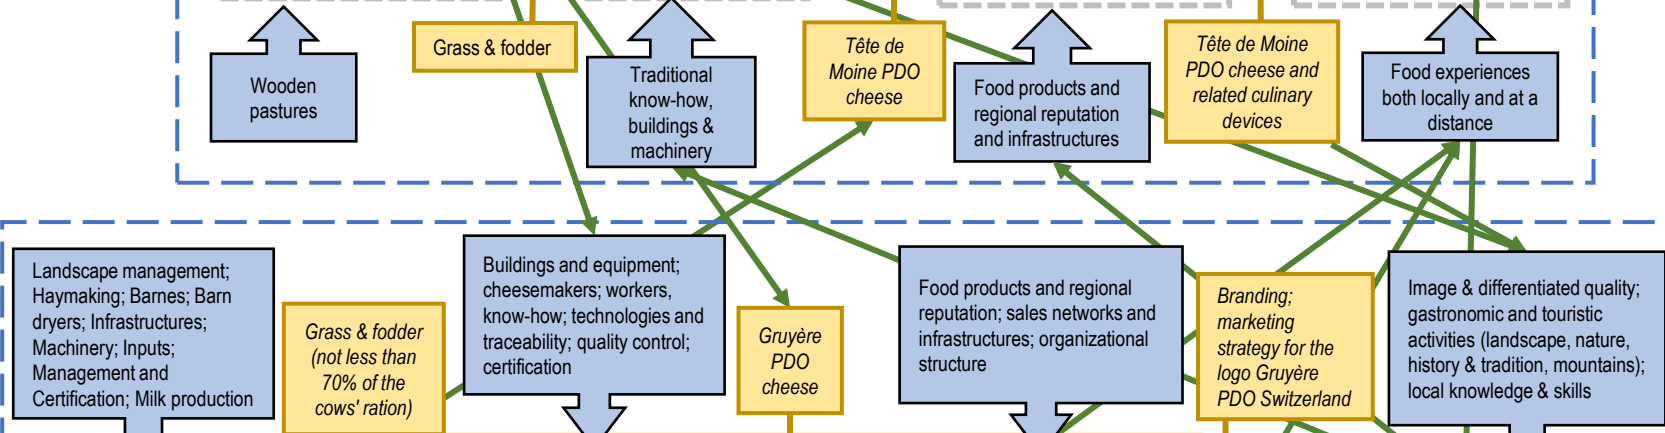 Wooden
pastures
Grass & fodder
Traditional
know-how,
buildings &
machinery
Tête de
Moine PDO
cheese
Food products and
regional reputation
and infrastructures
Tête de Moine
PDO cheese and
related culinary
devices
Food experiences
both locally and at a
distance
Landscape management;
Haymaking; Barnes; Barn
dryers; Infrastructures;
Machinery; Inputs;
Management and
Certification; Milk production
Grass & fodder
(not less than
70% of the
cows' ration)
Buildings and equipment;
cheesemakers; workers,
know-how; technologies and
traceability; quality control;
certification
Gruyère
PDO
cheese
Food products and regional
reputation; sales networks and
infrastructures; organizational
structure
Branding;
marketing
strategy for the
logo Gruyère
PDO Switzerland
Image & differentiated quality;
gastronomic and touristic
activities (landscape, nature,
history & tradition, mountains);
local knowledge & skills